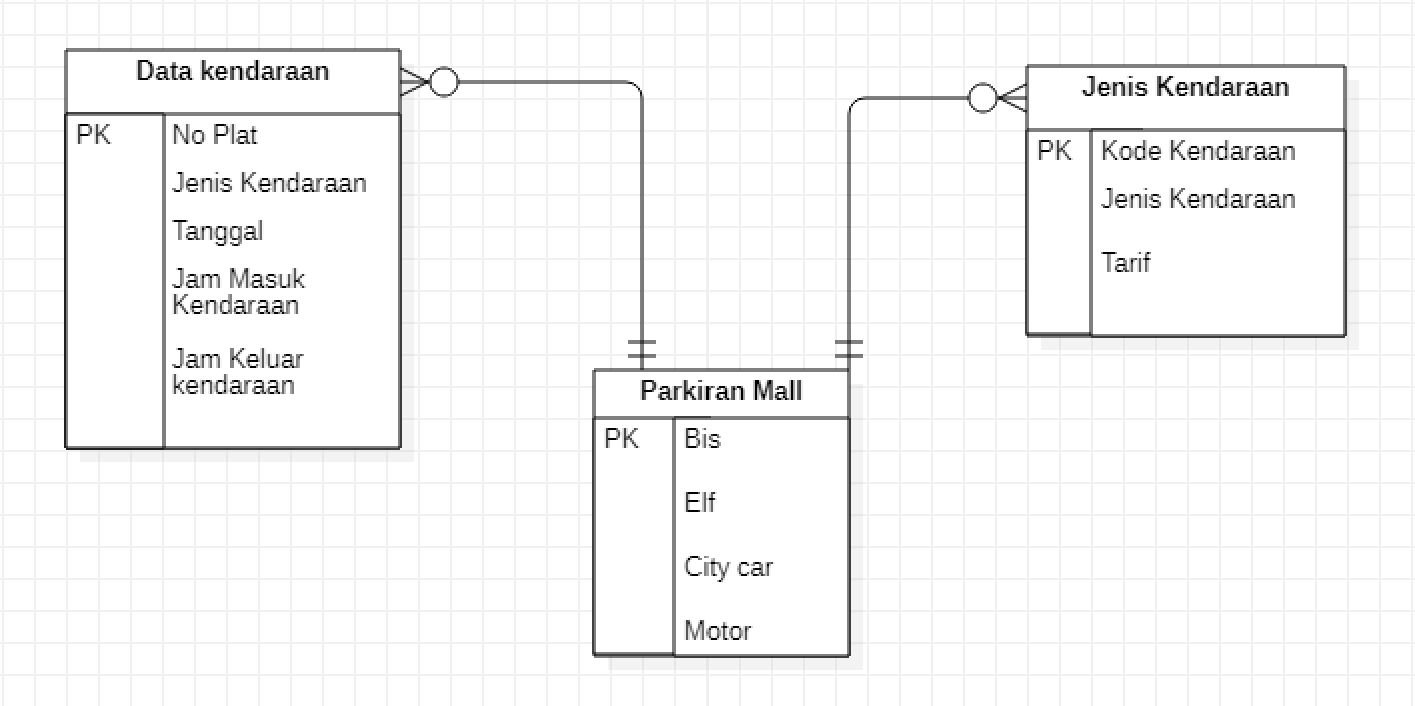 Data kendaraan
PK No Plat
Jenis Kendaraan
Tanggal
Jam Masuk
Kendaraan
Jam Keluar
kendaraan
Jenis Kendaraan
PK Kode Kendaraan
Jenis Kendaraan
Tarif
Parkiran Mall
PK Bis
Elf
City car
Motor